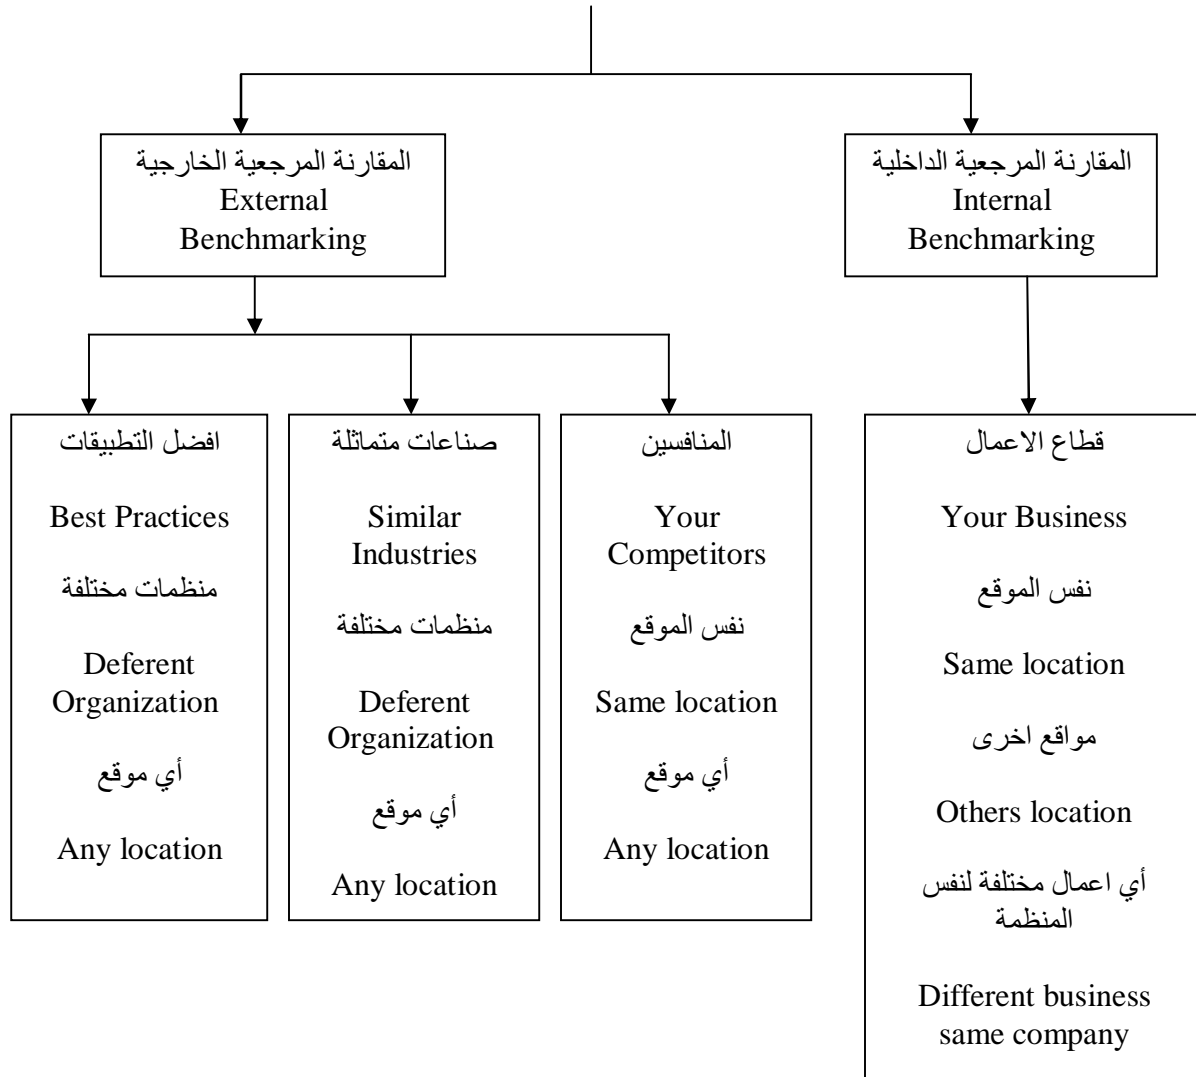 المقارنة المرجعية الخارجية
External
Benchmarking
المقارنة المرجعية الداخلية
Internal
Benchmarking
افضل التطبيقات
Best Practices
منظمات مختلفة
Deferent
Organization
أي موقع
Any location
صناعات متماثلة
Similar
Industries
منظمات مختلفة
Deferent
Organization
أي موقع
Any location
المنافسين
Your
Competitors
نفس الموقع
Same location
أي موقع
Any location
قطاع الاعمال
Your Business
نفس الموقع
Same location
مواقع اخرى
Others location
أي اعمال مختلفة لنفس
المنظمة
Different business
same company